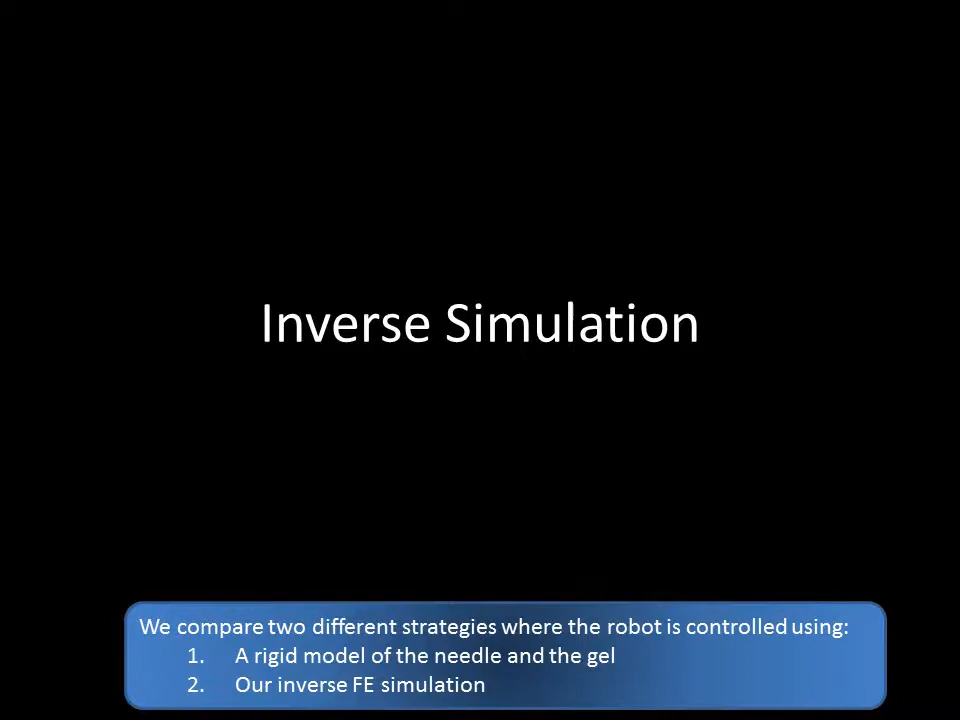 Inverse Simulation
We compare two different strategies where the robot is controlled using:
1. A rigid model of the needle and the gel
2. Our inverse FE simulation